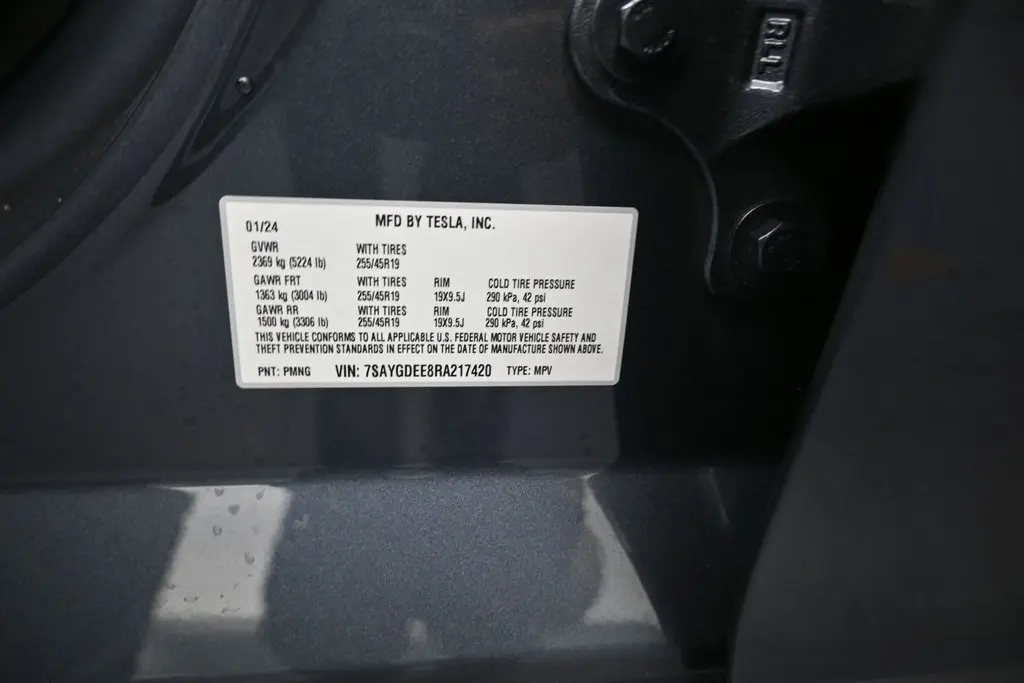 BLT1
01/24 MFD BY TESLA, INC.
GVWR WITH TIRES
2369 kg (5224 lb) 255/45R19
GAWR FRT WITH TIRES RIM COLD TIRE PRESSURE
1363 kg (3004 lb) 255/45R19 19X9.5J 290 kPa, 42 psi
GAWR RR WITH TIRES RIM COLD TIRE PRESSURE
1500 kg (3306 lb) 255/45R19 19X9.5J 290 kPa, 42 psi
THIS VEHICLE CONFORMS TO ALL APPLICABLE U.S. FEDERAL MOTOR VEHICLE SAFETY AND
THEFT PREVENTION STANDARDS IN EFFECT ON THE DATE OF MANUFACTURE SHOWN ABOVE.
PNT: PMNG VIN: 7SAYGDEE8RA217420 TYPE: MPV